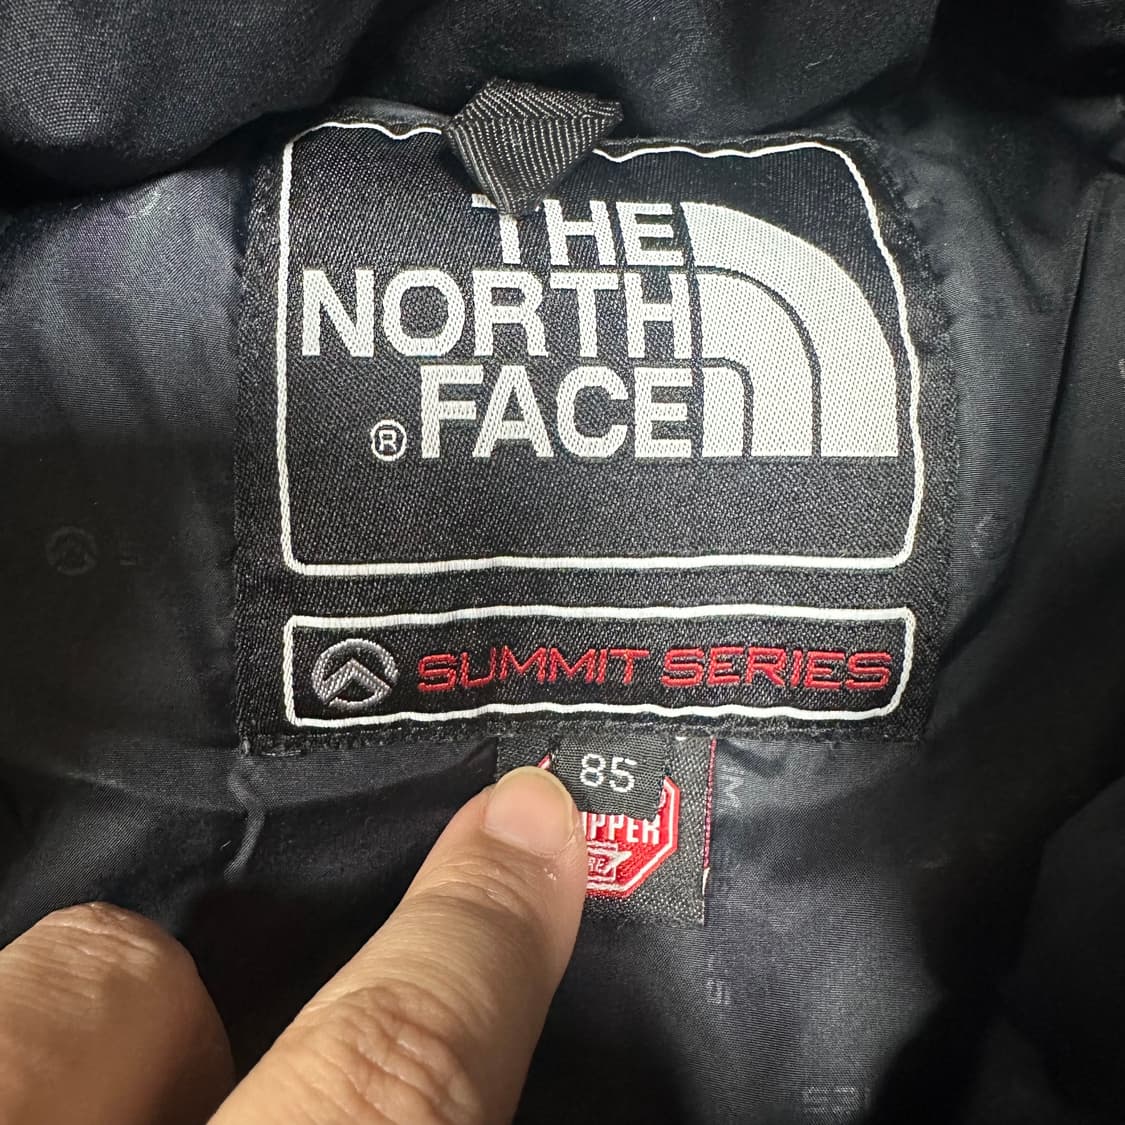 THE
NORTH
FACE
®
SUMMIT SERIES
85